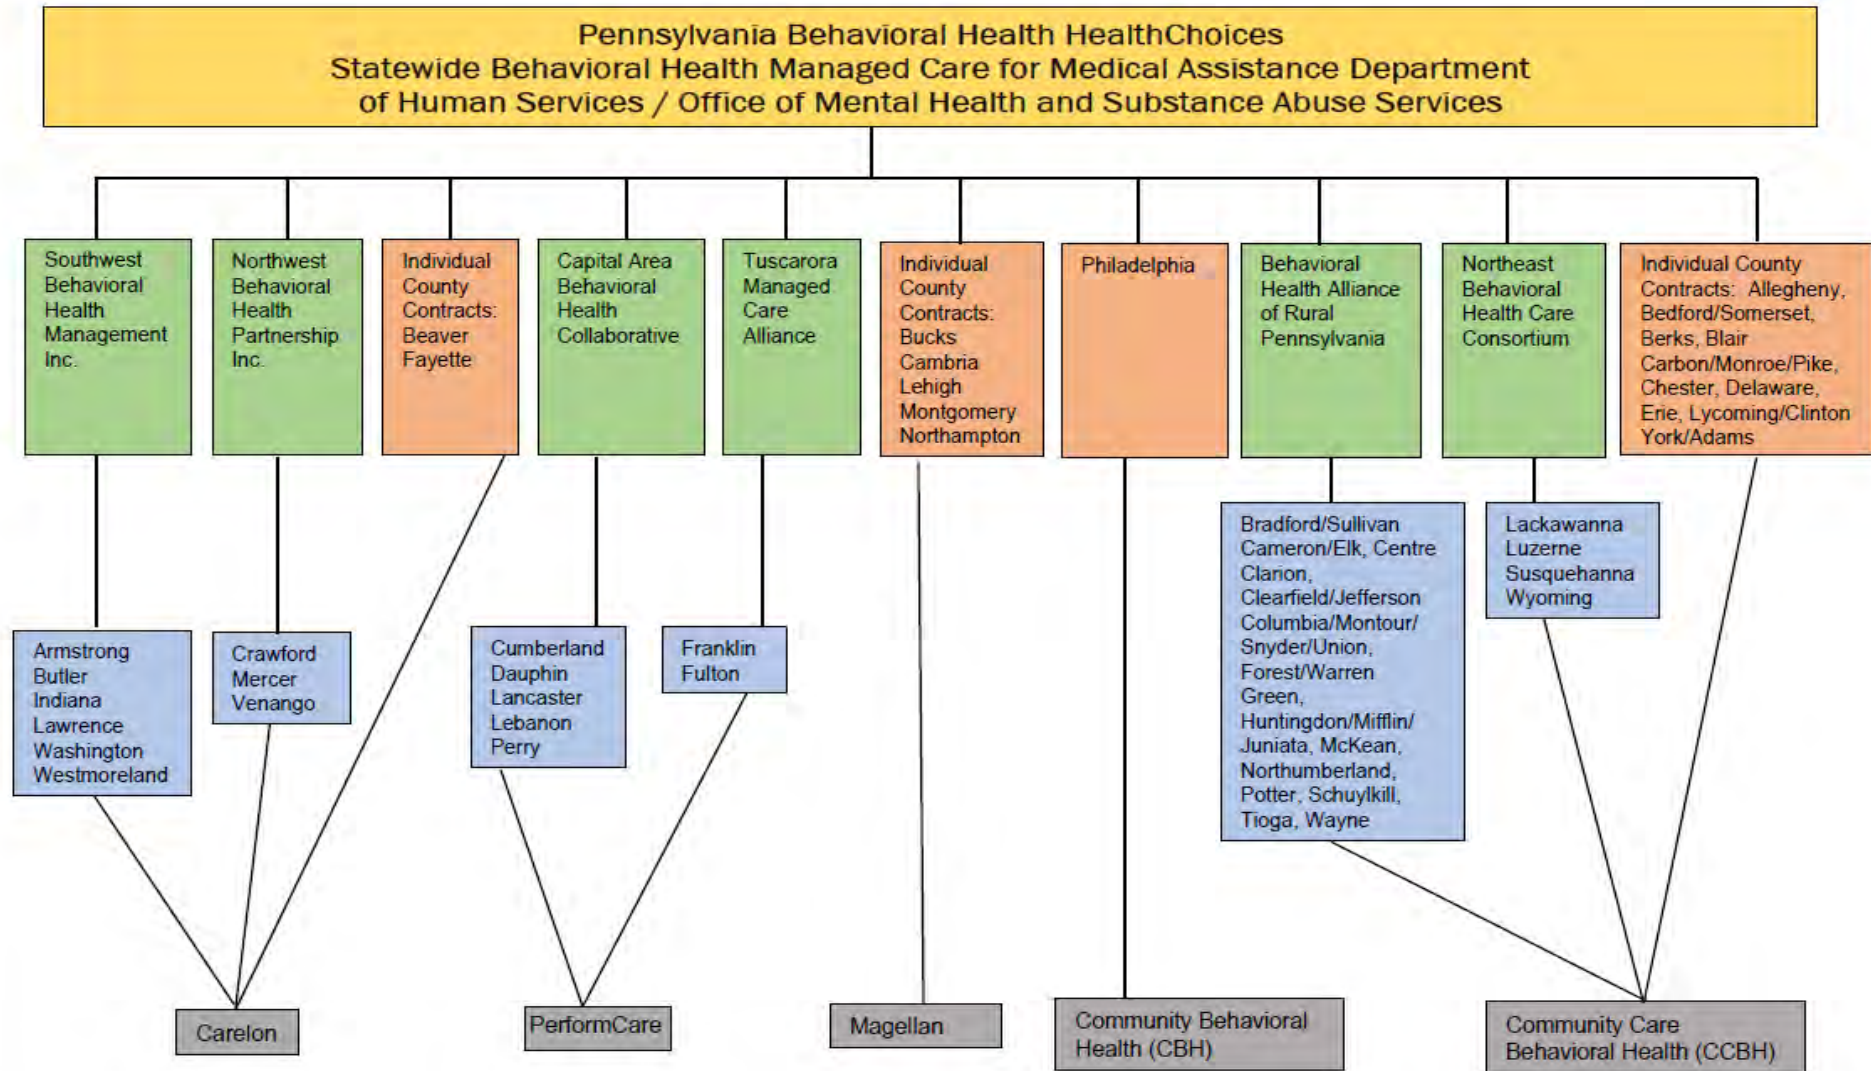 Pennsylvania Behavioral Health HealthChoices
Statewide Behavioral Health Managed Care for Medical Assistance Department
of Human Services / Office of Mental Health and Substance Abuse Services
Southwest
Behavioral
Health
Management
Inc.
Northwest
Behavioral
Health
Partnership
Inc.
Individual
County
Contracts:
Beaver
Fayette
Capital Area
Behavioral
Health
Collaborative
Tuscarora
Managed
Care
Alliance
Individual
County
Contracts:
Bucks
Cambria
Lehigh
Montgomery
Northampton
Philadelphia
Behavioral
Health Alliance
of Rural
Pennsylvania
Northeast
Behavioral
Health Care
Consortium
Individual County
Contracts: Allegheny,
Bedford/Somerset,
Berks, Blair
Carbon/Monroe/Pike,
Chester, Delaware,
Erie, Lycoming/Clinton
York/Adams
Armstrong
Butler
Indiana
Lawrence
Washington
Westmoreland
Crawford
Mercer
Venango
Cumberland
Dauphin
Lancaster
Lebanon
Perry
Franklin
Fulton
Bradford/Sullivan
Cameron/Elk, Centre
Clarion,
Clearfield/Jefferson
Columbia/Montour/
Snyder/Union,
Forest/Warren
Green,
Huntingdon/Mifflin/
Juniata, McKean,
Northumberland,
Potter, Schuylkill,
Tioga, Wayne
Lackawanna
Luzerne
Susquehanna
Wyoming
Carelon
PerformCare
Magellan
Community Behavioral
Health (CBH)
Community Care
Behavioral Health (CCBH)